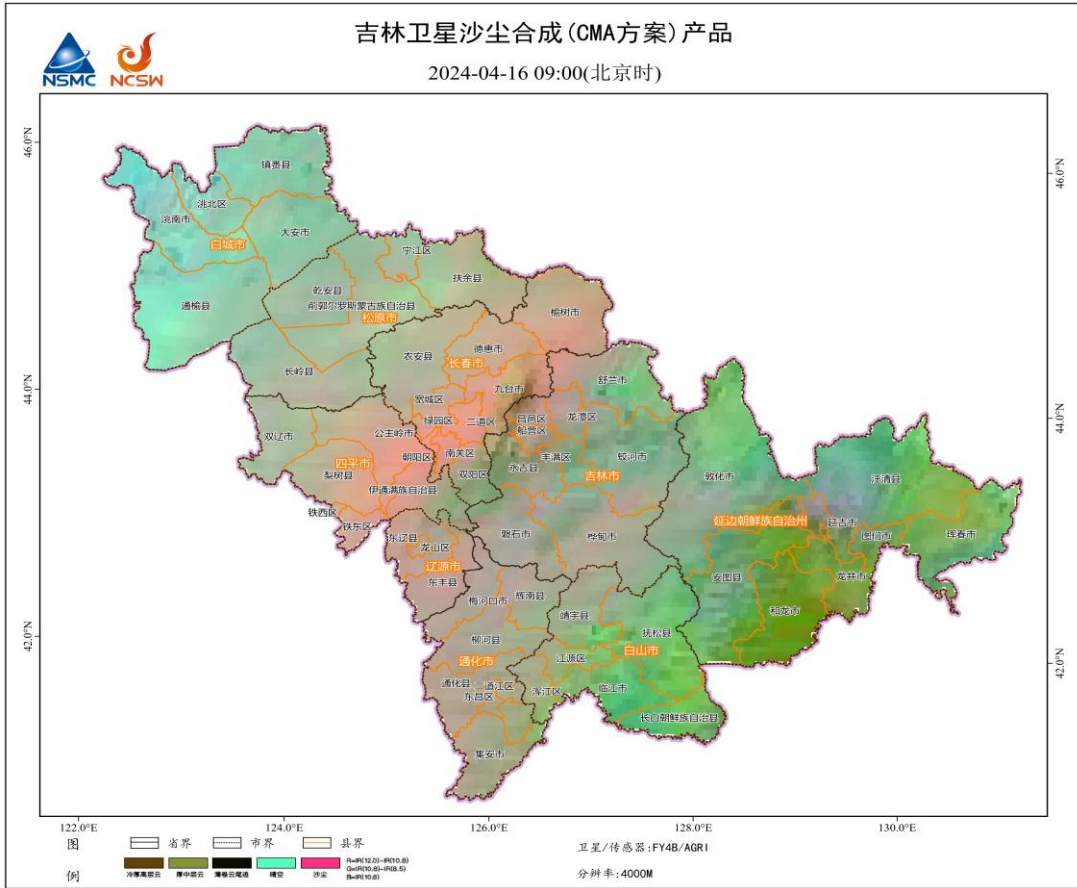 吉林卫星沙尘合成(CMA方案)产品
2024-04-16 09:00(北京时)
NSMC NCSW
46.0°N
46.0°N
镇赉县
洮北区
洮南市
大安市
白城市
宁江区
扶余县
通榆县
乾安县
前郭尔罗斯蒙古族自治县
松原市
榆树市
德惠市
农安县
长春市
长岭县
舒兰市
44.0°N
44.0°N
九台市
宽城区
绿园区
二道区
昌邑区
龙潭区
船营区
双辽市
公主岭市
朝阳区
南关区
丰满区
蛟河市
四平市
双阳区
永吉县
吉林市
敦化市
汪清县
梨树县
伊通满族自治县
铁西区
铁东区
延边朝鲜族自治州
延吉市
图们市
珲春市
东辽县
龙山区
磐石市
桦甸市
辽源市
东丰县
安图县
龙井市
梅河口市
辉南县
靖宇县
和龙市
42.0°N
42.0°N
柳河县
抚松县
通化市
江源区
白山市
通化县
二道江区
东昌区
浑江区
临江市
长白朝鲜族自治县
集安市
122.0°E
124.0°E
126.0°E
128.0°E
130.0°E
图
例
省界
市界
县界
冷厚高层云
厚中层云
薄卷云尾迹
晴空
沙尘
R=IR(12.0)-IR(10.8)
G=IR(10.8)-IR(8.5)
B=IR(10.8)
卫星/传感器:FY4B/AGRI
分辨率:4000M